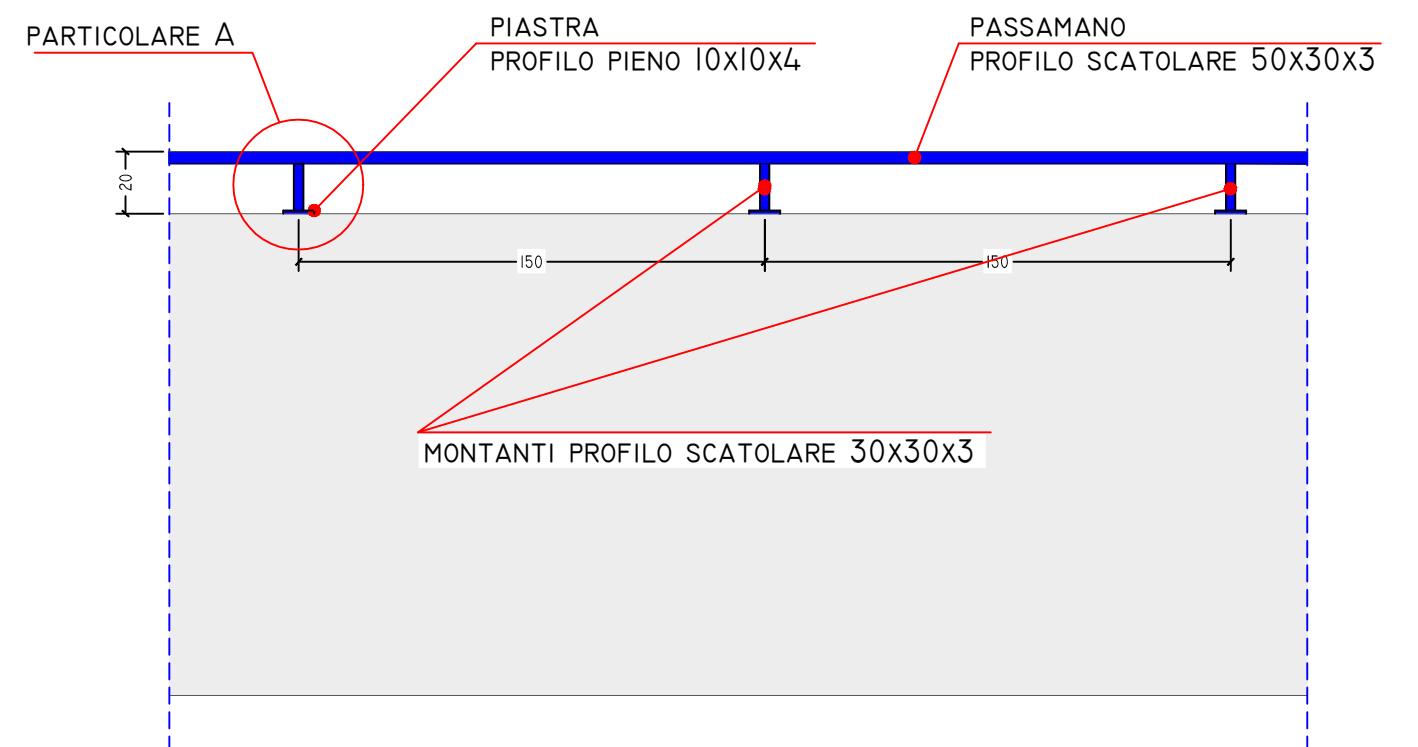 PARTICOLARE A
PIASTRA
PROFILO PIENO 10X10X4
PASSAMANO
PROFILO SCATOLARE 50X30X3
20
150
150
MONTANTI PROFILO SCATOLARE 30X30X3